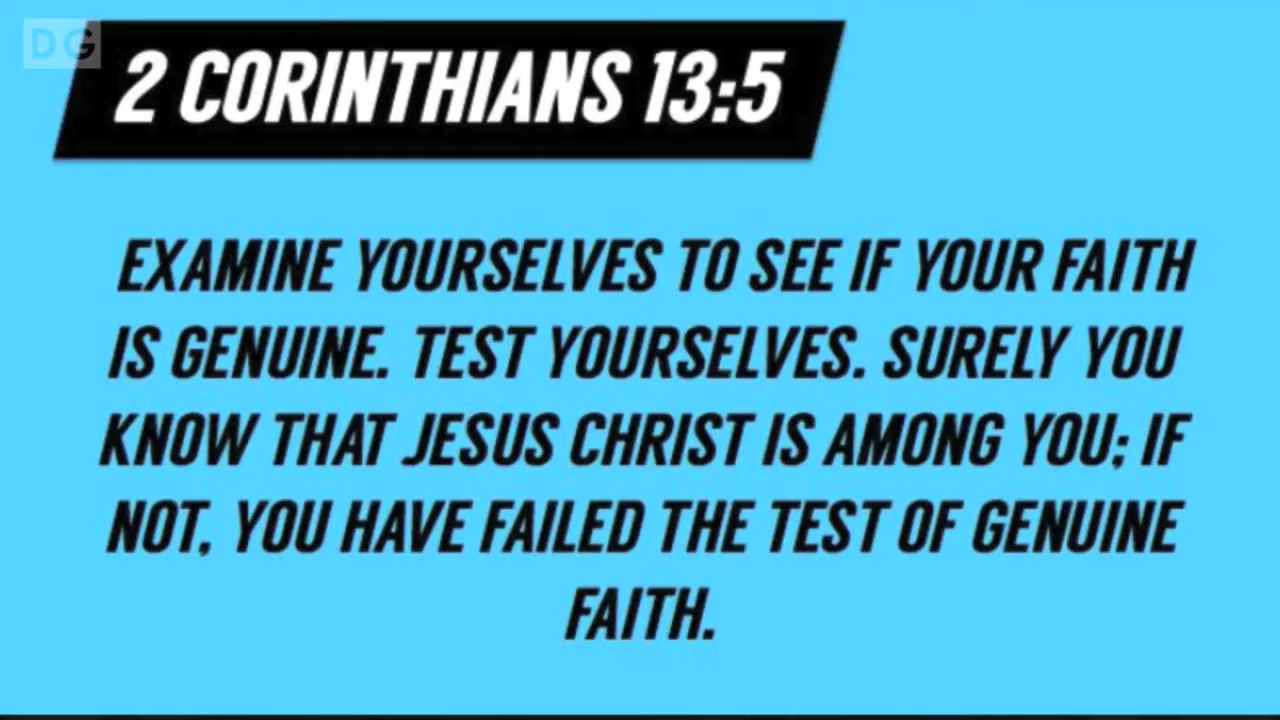 DG
2 CORINTHIANS 13:5
EXAMINE YOURSELVES TO SEE IF YOUR FAITH
IS GENUINE. TEST YOURSELVES. SURELY YOU
KNOW THAT JESUS CHRIST IS AMONG YOU; IF
NOT, YOU HAVE FAILED THE TEST OF GENUINE
FAITH.